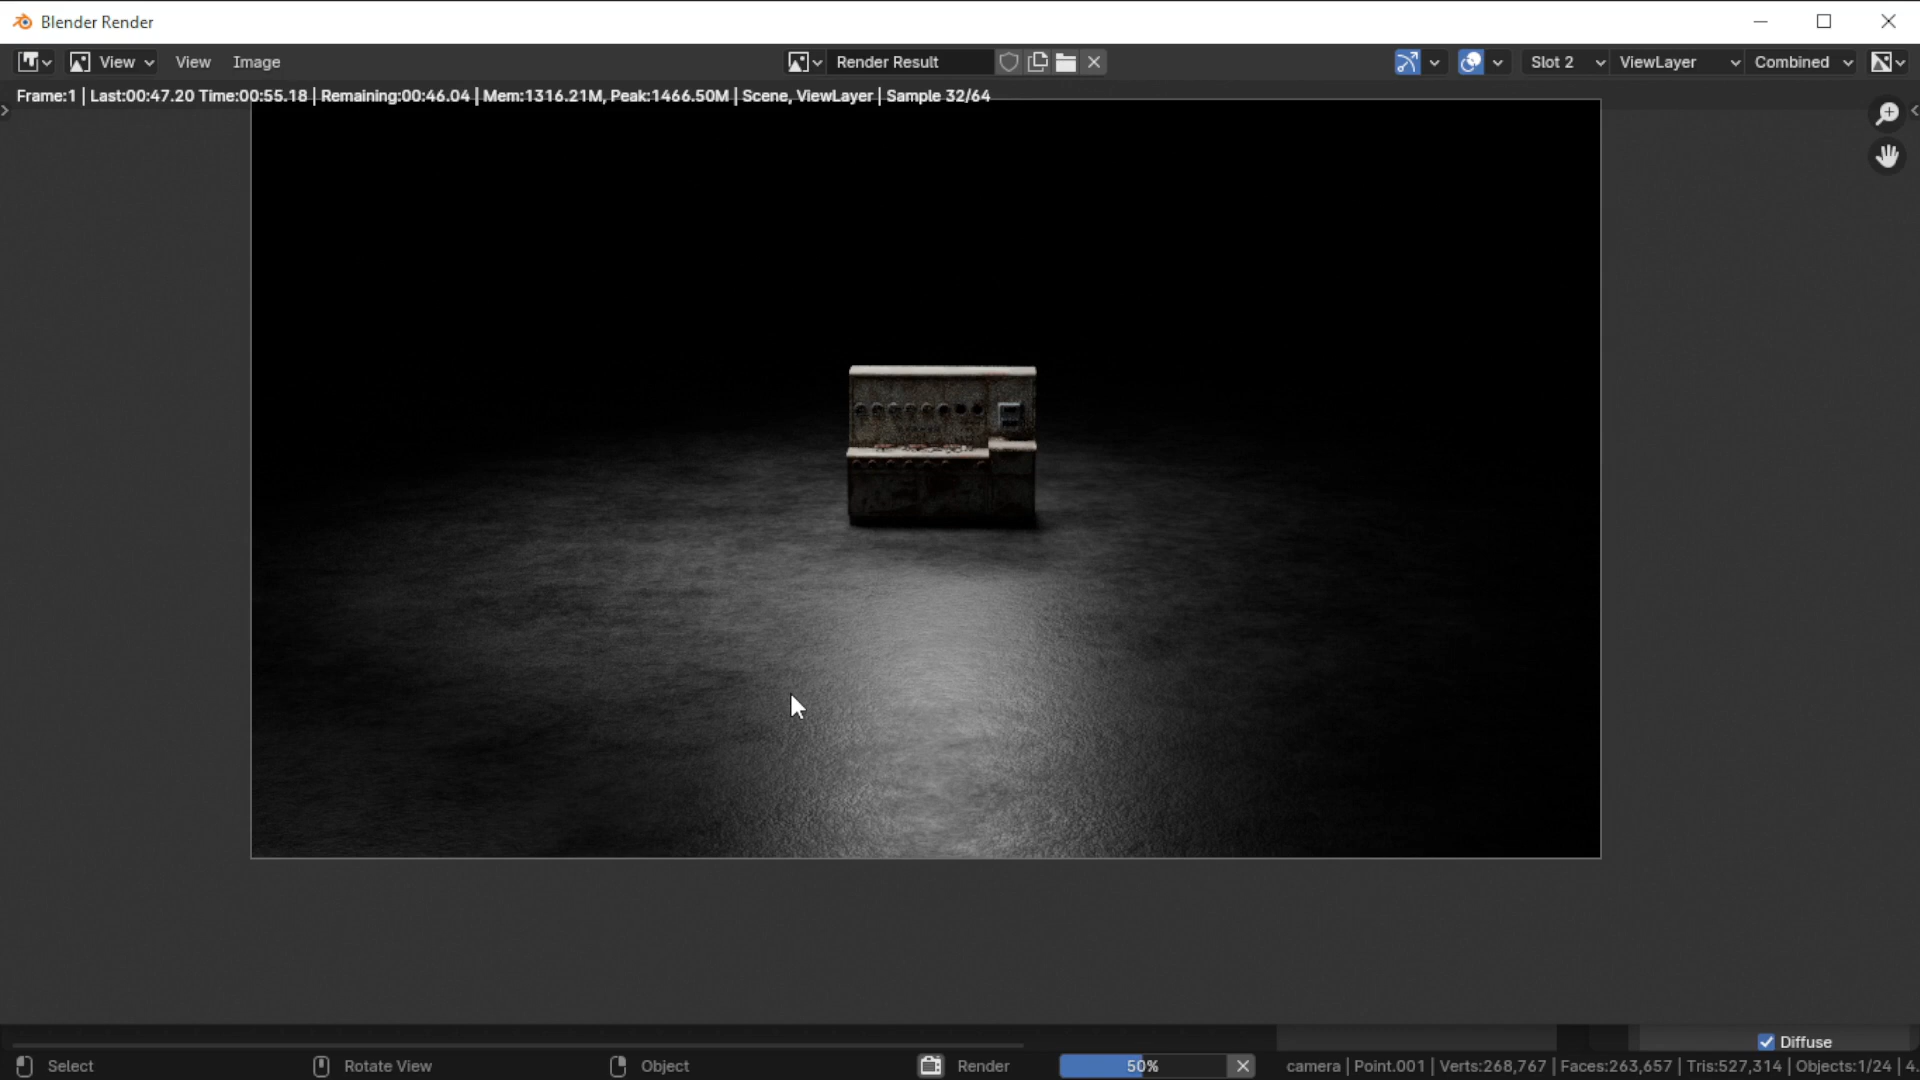 Blender Render
View View Image Render Result Slot 2 ViewLayer Combined
Frame:1 | Last:00:47.20 Time:00:55.18 | Remaining:00:46.04 | Mem:1316.21M, Peak:1466.50M | Scene, ViewLayer | Sample 32/64
Diffuse
Select Rotate View Object Render 50% camera | Point.001 | Verts:268,767 | Faces:263,657 | Tris:527,314 | Objects:1/24 | 4.